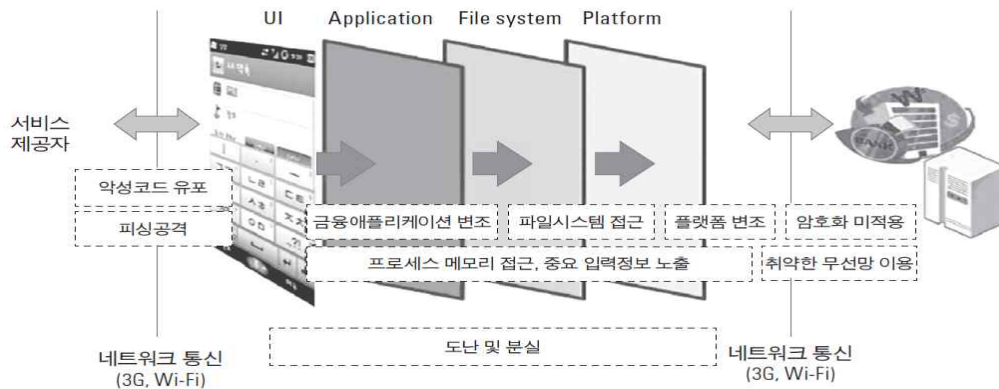 UI Application File system Platform
서비스
제공자
악성코드 유포
피싱공격
금융애플리케이션 변조
파일시스템 접근
플랫폼 변조
암호화 미적용
프로세스 메모리 접근, 중요 입력정보 노출
취약한 무선망 이용
도난 및 분실
네트워크 통신
(3G, Wi-Fi)
네트워크 통신
(3G, Wi-Fi)
BANK
W
$
ㄴㄹ
ㄷㅌ
ㅅㅎ
ㅇㅁ